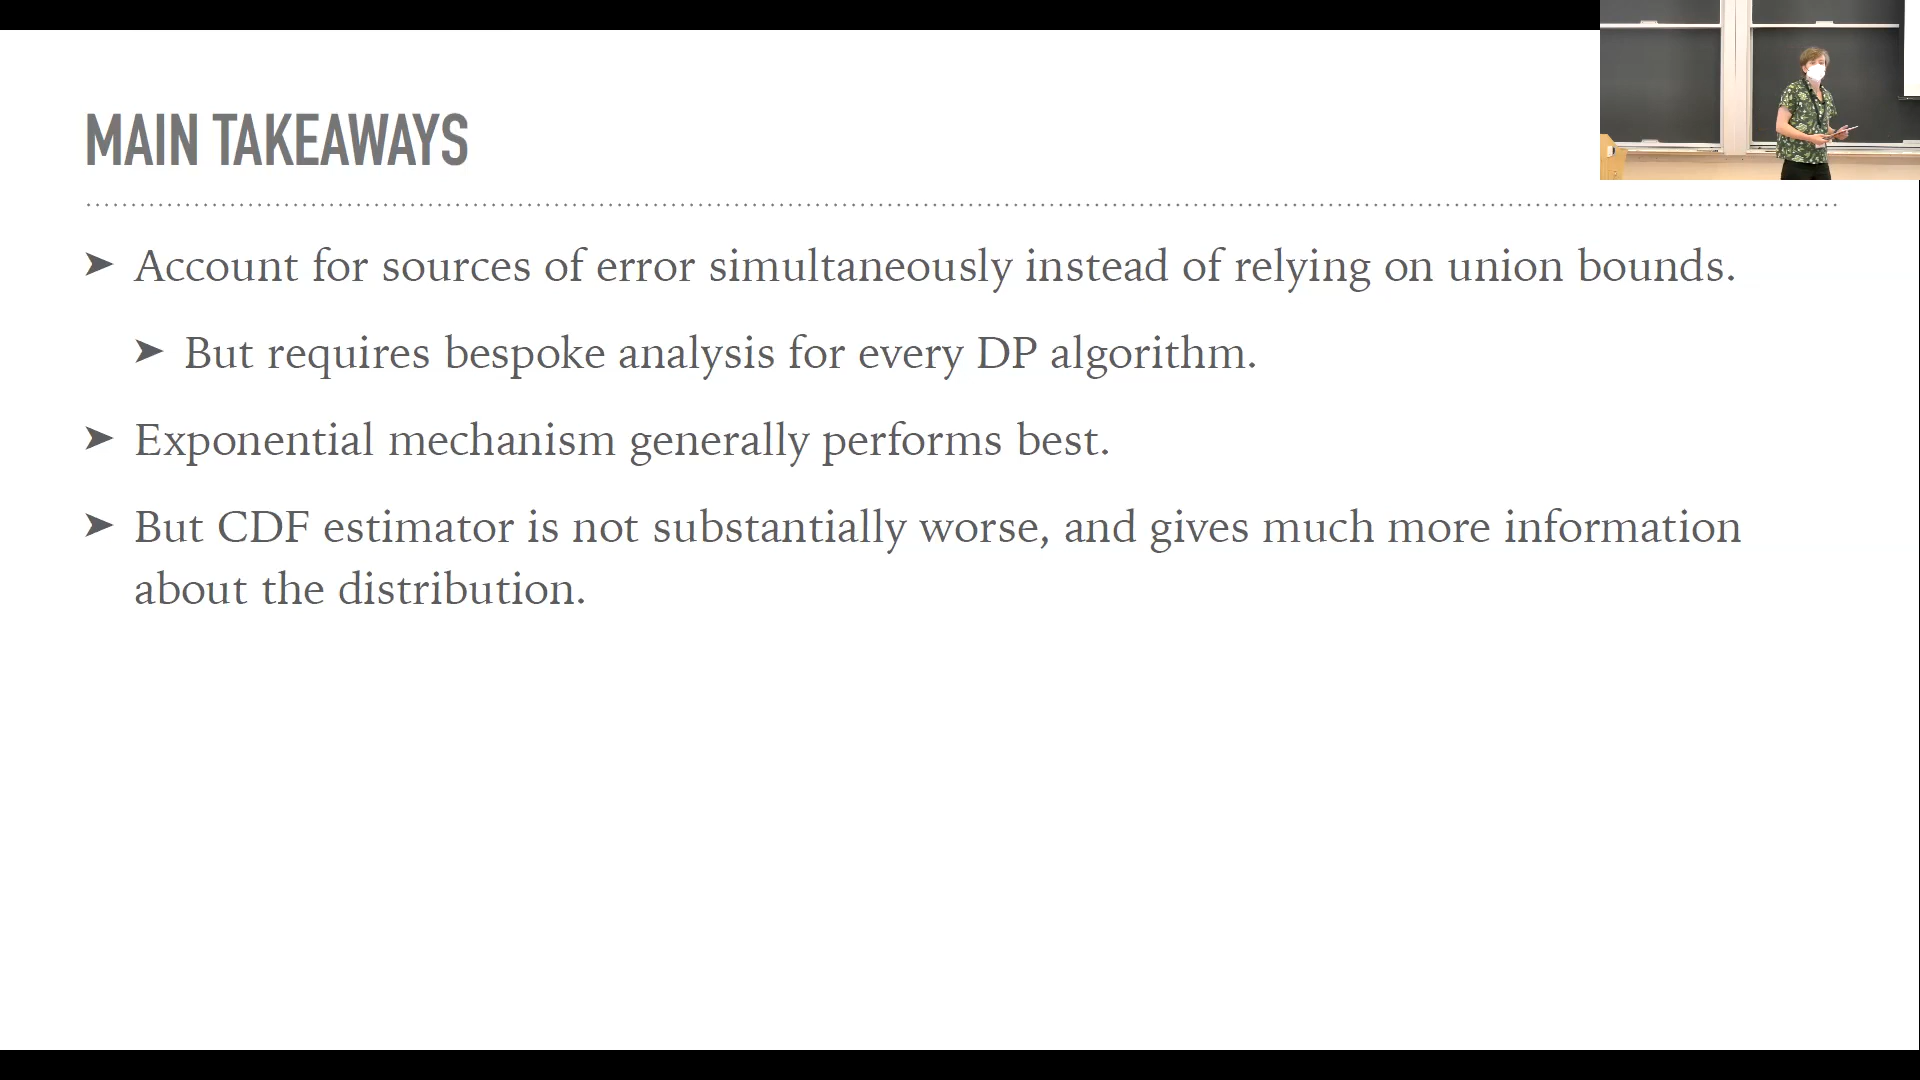 MAIN TAKEAWAYS
➤ Account for sources of error simultaneously instead of relying on union bounds.
➤ But requires bespoke analysis for every DP algorithm.
➤ Exponential mechanism generally performs best.
➤ But CDF estimator is not substantially worse, and gives much more information
about the distribution.